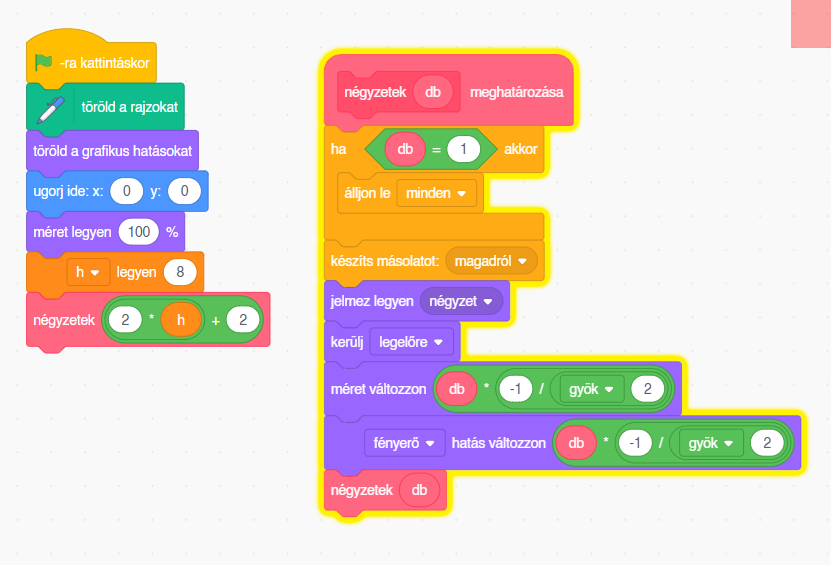 -ra kattintáskor
töröld a rajzokat
töröld a grafikus hatásokat
ugorj ide: x: 0 y: 0
méret legyen 100 %
h legyen 8
négyzetek 2 * h + 2
négyzetek db meghatározása
ha db = 1 akkor
álljon le minden
készíts másolatot: magadról
jelmez legyen négyzet
kerülj legelőre
méret változzon db * -1 / gyök 2
fényerő hatás változzon db * -1 / gyök 2
négyzetek db